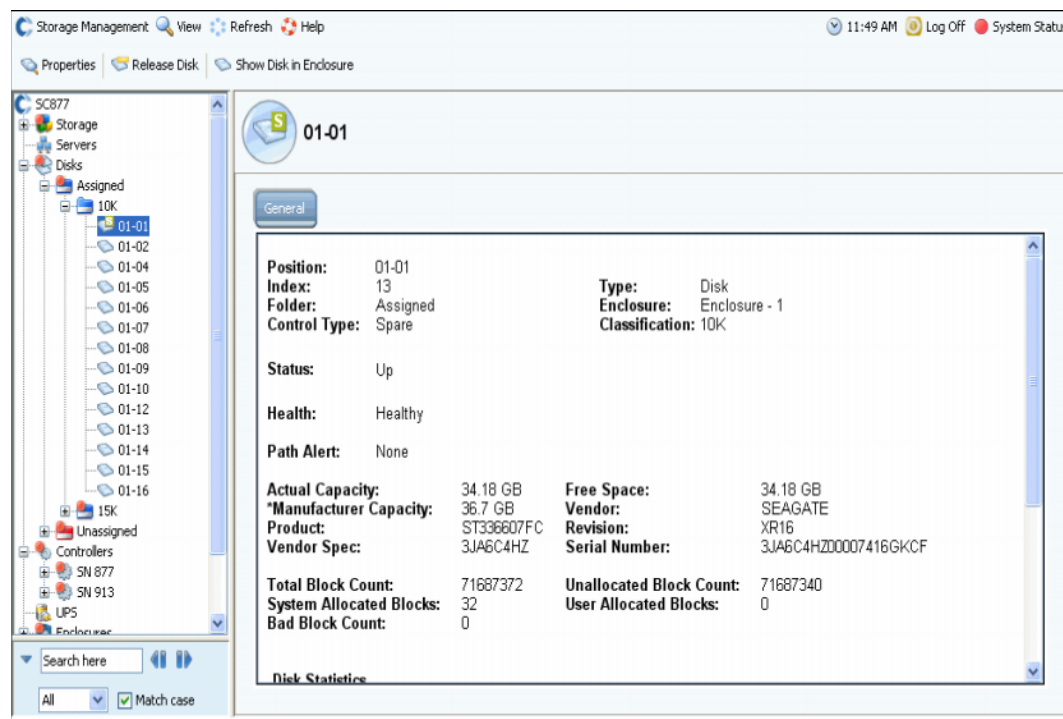 Storage Management View Refresh Help 11:49 AM Log Off System Statu
Properties Release Disk Show Disk in Enclosure
SC877
Storage
Servers
Disks
Assigned
10K
01-01
01-02
01-04
01-05
01-06
01-07
01-08
01-09
01-10
01-12
01-13
01-14
01-15
01-16
15K
Unassigned
Controllers
SN 877
SN 913
UPS
Enclosures
Search here
All Match case
S 01-01
General
Position: 01-01
Index: 13 Type: Disk
Folder: Assigned Enclosure: Enclosure - 1
Control Type: Spare Classification: 10K
Status: Up
Health: Healthy
Path Alert: None
Actual Capacity: 34.18 GB Free Space: 34.18 GB
*Manufacturer Capacity: 36.7 GB Vendor: SEAGATE
Product: ST336607FC Revision: XR16
Vendor Spec: 3JA6C4HZ Serial Number: 3JA6C4HZ00007416GKCF
Total Block Count: 71687372 Unallocated Block Count: 71687340
System Allocated Blocks: 32 User Allocated Blocks: 0
Bad Block Count: 0
Disk Statistics